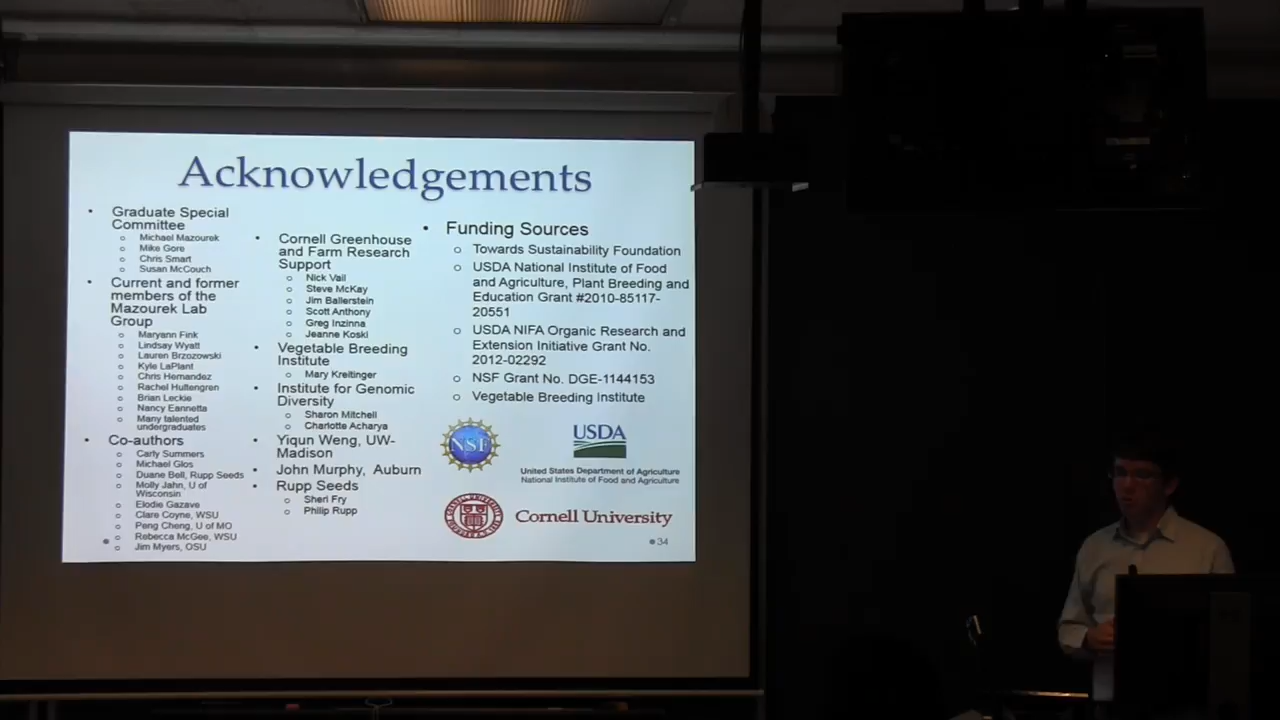 Acknowledgements
• Graduate Special
Committee
o Michael Mazourek
o Mike Gore
o Chris Smart
o Susan McCouch
• Current and former
members of the
Mazourek Lab
Group
o Maryann Fink
o Lindsay Wyatt
o Lauren Brzozowski
o Kyle LaPlant
o Chris Hernandez
o Rachel Hultengren
o Brian Leckie
o Nancy Eannetta
o Many talented
undergraduates
• Co-authors
o Carly Summers
o Michael Glos
o Duane Bell, Rupp Seeds
o Molly Jahn, U of
Wisconsin
o Elodie Gazave
o Clare Coyne, WSU
o Peng Cheng, U of MO
o Rebecca McGee, WSU
o Jim Myers, OSU
• Cornell Greenhouse
and Farm Research
Support
o Nick Vail
o Steve McKay
o Jim Ballerstein
o Scott Anthony
o Greg Inzinna
o Jeanne Koski
• Vegetable Breeding
Institute
o Mary Kreitinger
• Institute for Genomic
Diversity
o Sharon Mitchell
o Charlotte Acharya
• Yiqun Weng, UW-
Madison
• John Murphy, Auburn
• Rupp Seeds
o Sheri Fry
o Philip Rupp
• Funding Sources
o Towards Sustainability Foundation
o USDA National Institute of Food
and Agriculture, Plant Breeding and
Education Grant #2010-85117-
20551
o USDA NIFA Organic Research and
Extension Initiative Grant No.
2012-02292
o NSF Grant No. DGE-1144153
o Vegetable Breeding Institute
NSF
USDA
United States Department of Agriculture
National Institute of Food and Agriculture
Cornell University
34